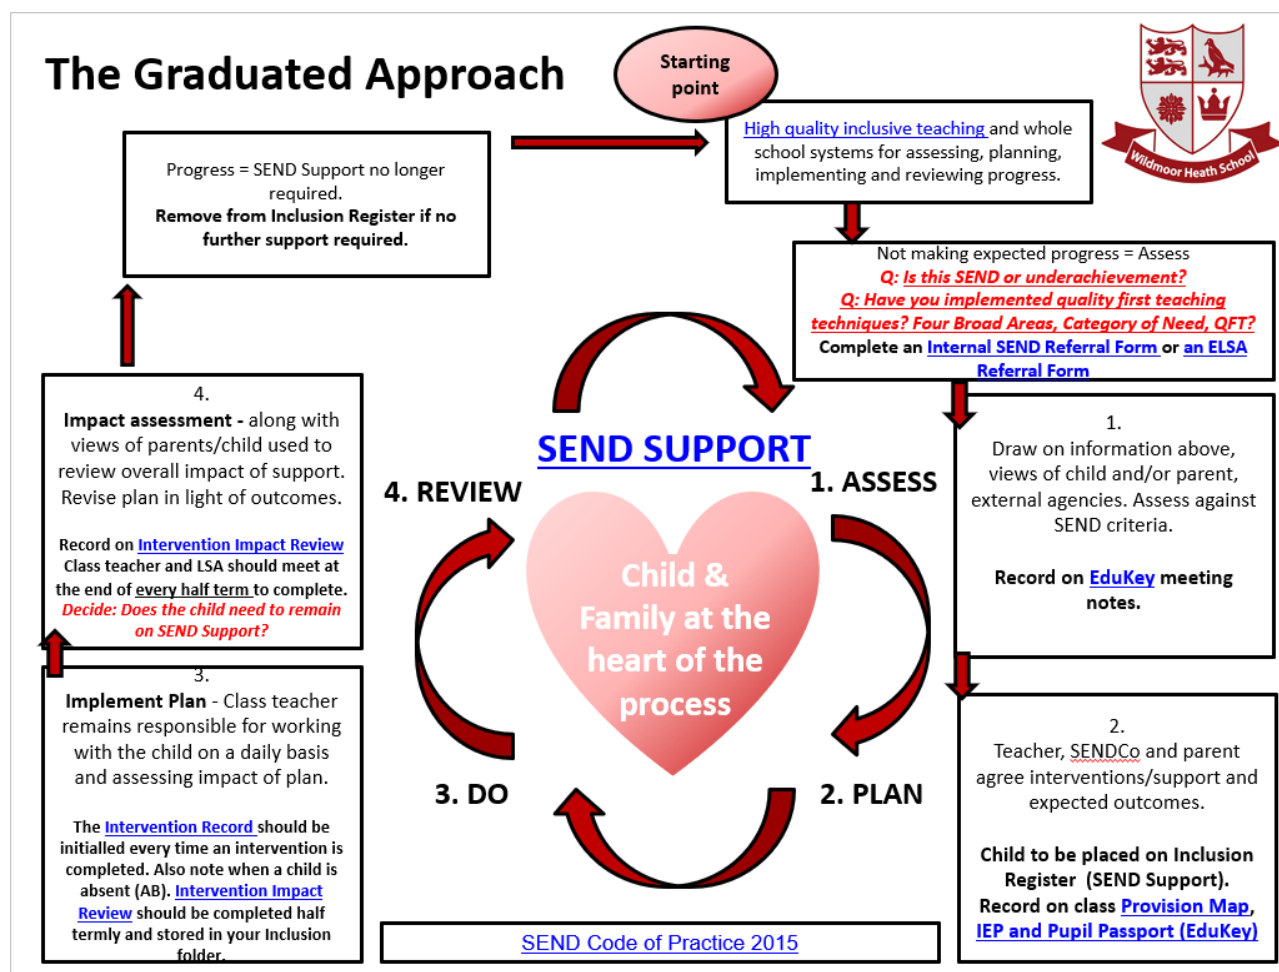 The Graduated Approach
Starting
point
Wildmoor Heath School
High quality inclusive teaching and whole
school systems for assessing, planning,
implementing and reviewing progress.
Progress = SEND Support no longer
required.
Remove from Inclusion Register if no
further support required.
Not making expected progress = Assess
Q: Is this SEND or underachievement?
Q: Have you implemented quality first teaching
techniques? Four Broad Areas, Category of Need, QFT?
Complete an Internal SEND Referral Form or an ELSA
Referral Form
1.
Draw on information above,
views of child and/or parent,
external agencies. Assess against
SEND criteria.
Record on EduKey meeting
notes.
2.
Teacher, SENDCo and parent
agree interventions/support and
expected outcomes.
Child to be placed on Inclusion
Register (SEND Support).
Record on class Provision Map,
IEP and Pupil Passport (EduKey)
3.
Implement Plan - Class teacher
remains responsible for working
with the child on a daily basis
and assessing impact of plan.
The Intervention Record should be
initialled every time an intervention is
completed. Also note when a child is
absent (AB). Intervention Impact
Review should be completed half
termly and stored in your Inclusion
folder.
4.
Impact assessment - along with
views of parents/child used to
review overall impact of support.
Revise plan in light of outcomes.
Record on Intervention Impact Review
Class teacher and LSA should meet at
the end of every half term to complete.
Decide: Does the child need to remain
on SEND Support?
SEND SUPPORT
1. ASSESS
2. PLAN
3. DO
4. REVIEW
Child &
Family at the
heart of the
process
SEND Code of Practice 2015